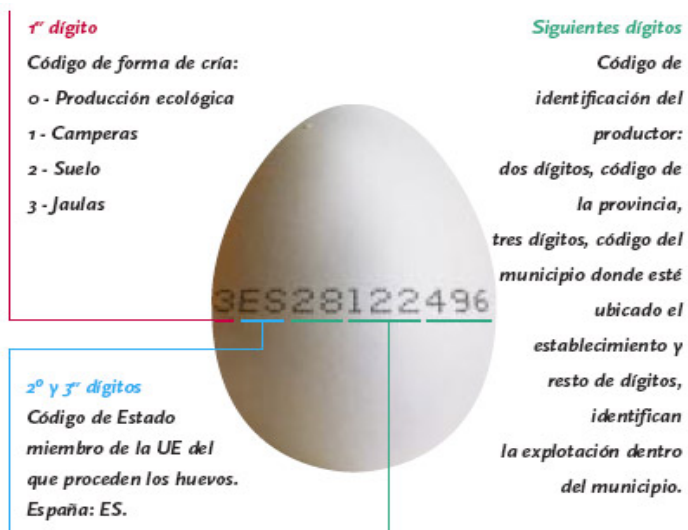 1er dígito
Código de forma de cría:
0 - Producción ecológica
1 - Camperas
2 - Suelo
3 - Jaulas
Siguientes dígitos
Código de
identificación del
productor:
dos dígitos, código de
la provincia,
tres dígitos, código del
municipio donde esté
ubicado el
establecimiento y
resto de dígitos,
identifican
la explotación dentro
del municipio.
3ES28122496
2º y 3er dígitos
Código de Estado
miembro de la UE del
que proceden los huevos.
España: ES.